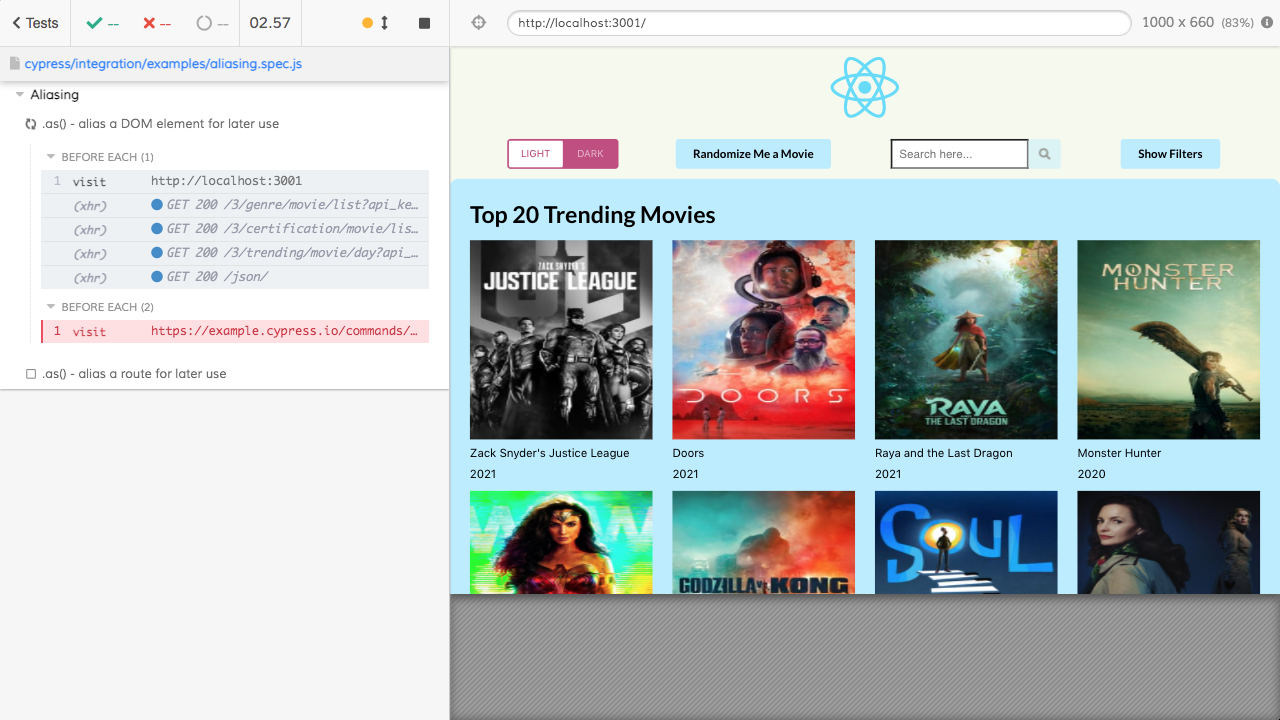 Tests
--
--
--
02.57
http://localhost:3001/
1000 x 660 (83%)
cypress/integration/examples/aliasing.spec.js
Aliasing
.as() - alias a DOM element for later use
BEFORE EACH (1)
1 visit http://localhost:3001
(xhr) GET 200 /3/genre/movie/list?api_ke…
(xhr) GET 200 /3/certification/movie/lis…
(xhr) GET 200 /3/trending/movie/day?api_…
(xhr) GET 200 /json/
BEFORE EACH (2)
1 visit https://example.cypress.io/commands/…
.as() - alias a route for later use
LIGHT DARK
Randomize Me a Movie
Search here...
Show Filters
Top 20 Trending Movies
ZACK SNYDER'S
JUSTICE LEAGUE
DOORS
RAYA
AND
THE LAST DRAGON
MONSTER
HUNTER
Zack Snyder's Justice League
2021
Doors
2021
Raya and the Last Dragon
2021
Monster Hunter
2020
GODZILLA VS KONG
SOUL